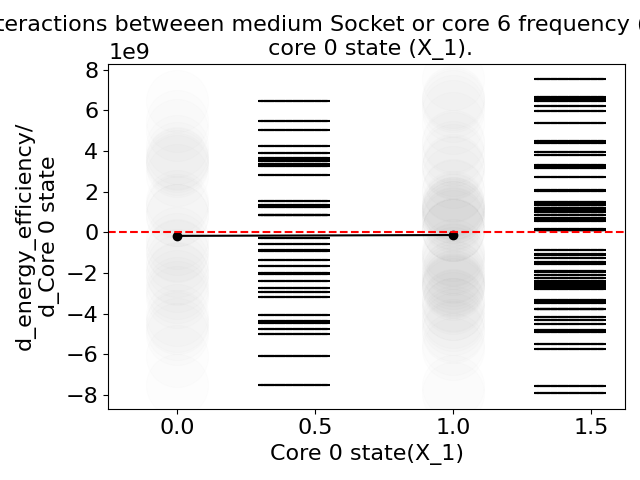 teractions betweeen medium Socket or core 6 frequency (
core 0 state (X_1).
1e9
8
6
4
2
0
−2
−4
−6
−8
d_energy_efficiency/
d_Core 0 state
0.0 0.5 1.0 1.5
Core 0 state(X_1)